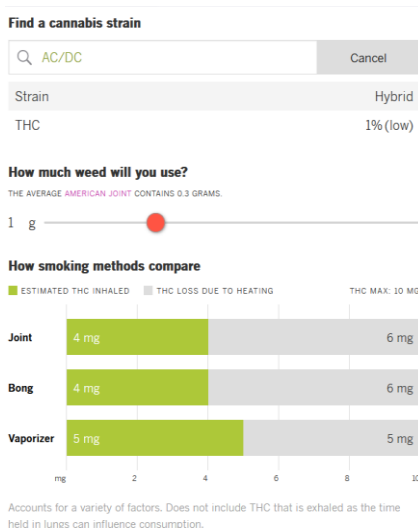 Find a cannabis strain
AC/DC Cancel
Strain Hybrid
THC 1% (low)
How much weed will you use?
THE AVERAGE AMERICAN JOINT CONTAINS 0.3 GRAMS.
1 g
How smoking methods compare
ESTIMATED THC INHALED THC LOSS DUE TO HEATING THC MAX: 10 MG
Joint 4 mg 6 mg
Bong 4 mg 6 mg
Vaporizer 5 mg 5 mg
mg 2 4 6 8 10
Accounts for a variety of factors. Does not include THC that is exhaled as the time
held in lungs can influence consumption.